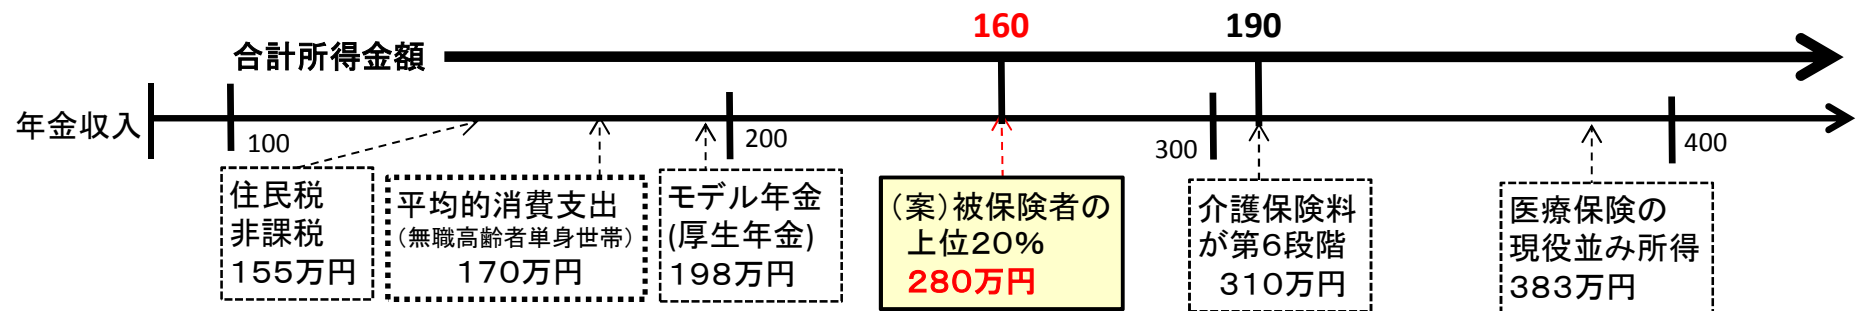 160
190
合計所得金額
年金収入
100
200
300
400
住民税
非課税
155万円
平均的消費支出
(無職高齢者単身世帯)
170万円
モデル年金
(厚生年金)
198万円
(案)被保険者の
上位20%
280万円
介護保険料
が第6段階
310万円
医療保険の
現役並み所得
383万円